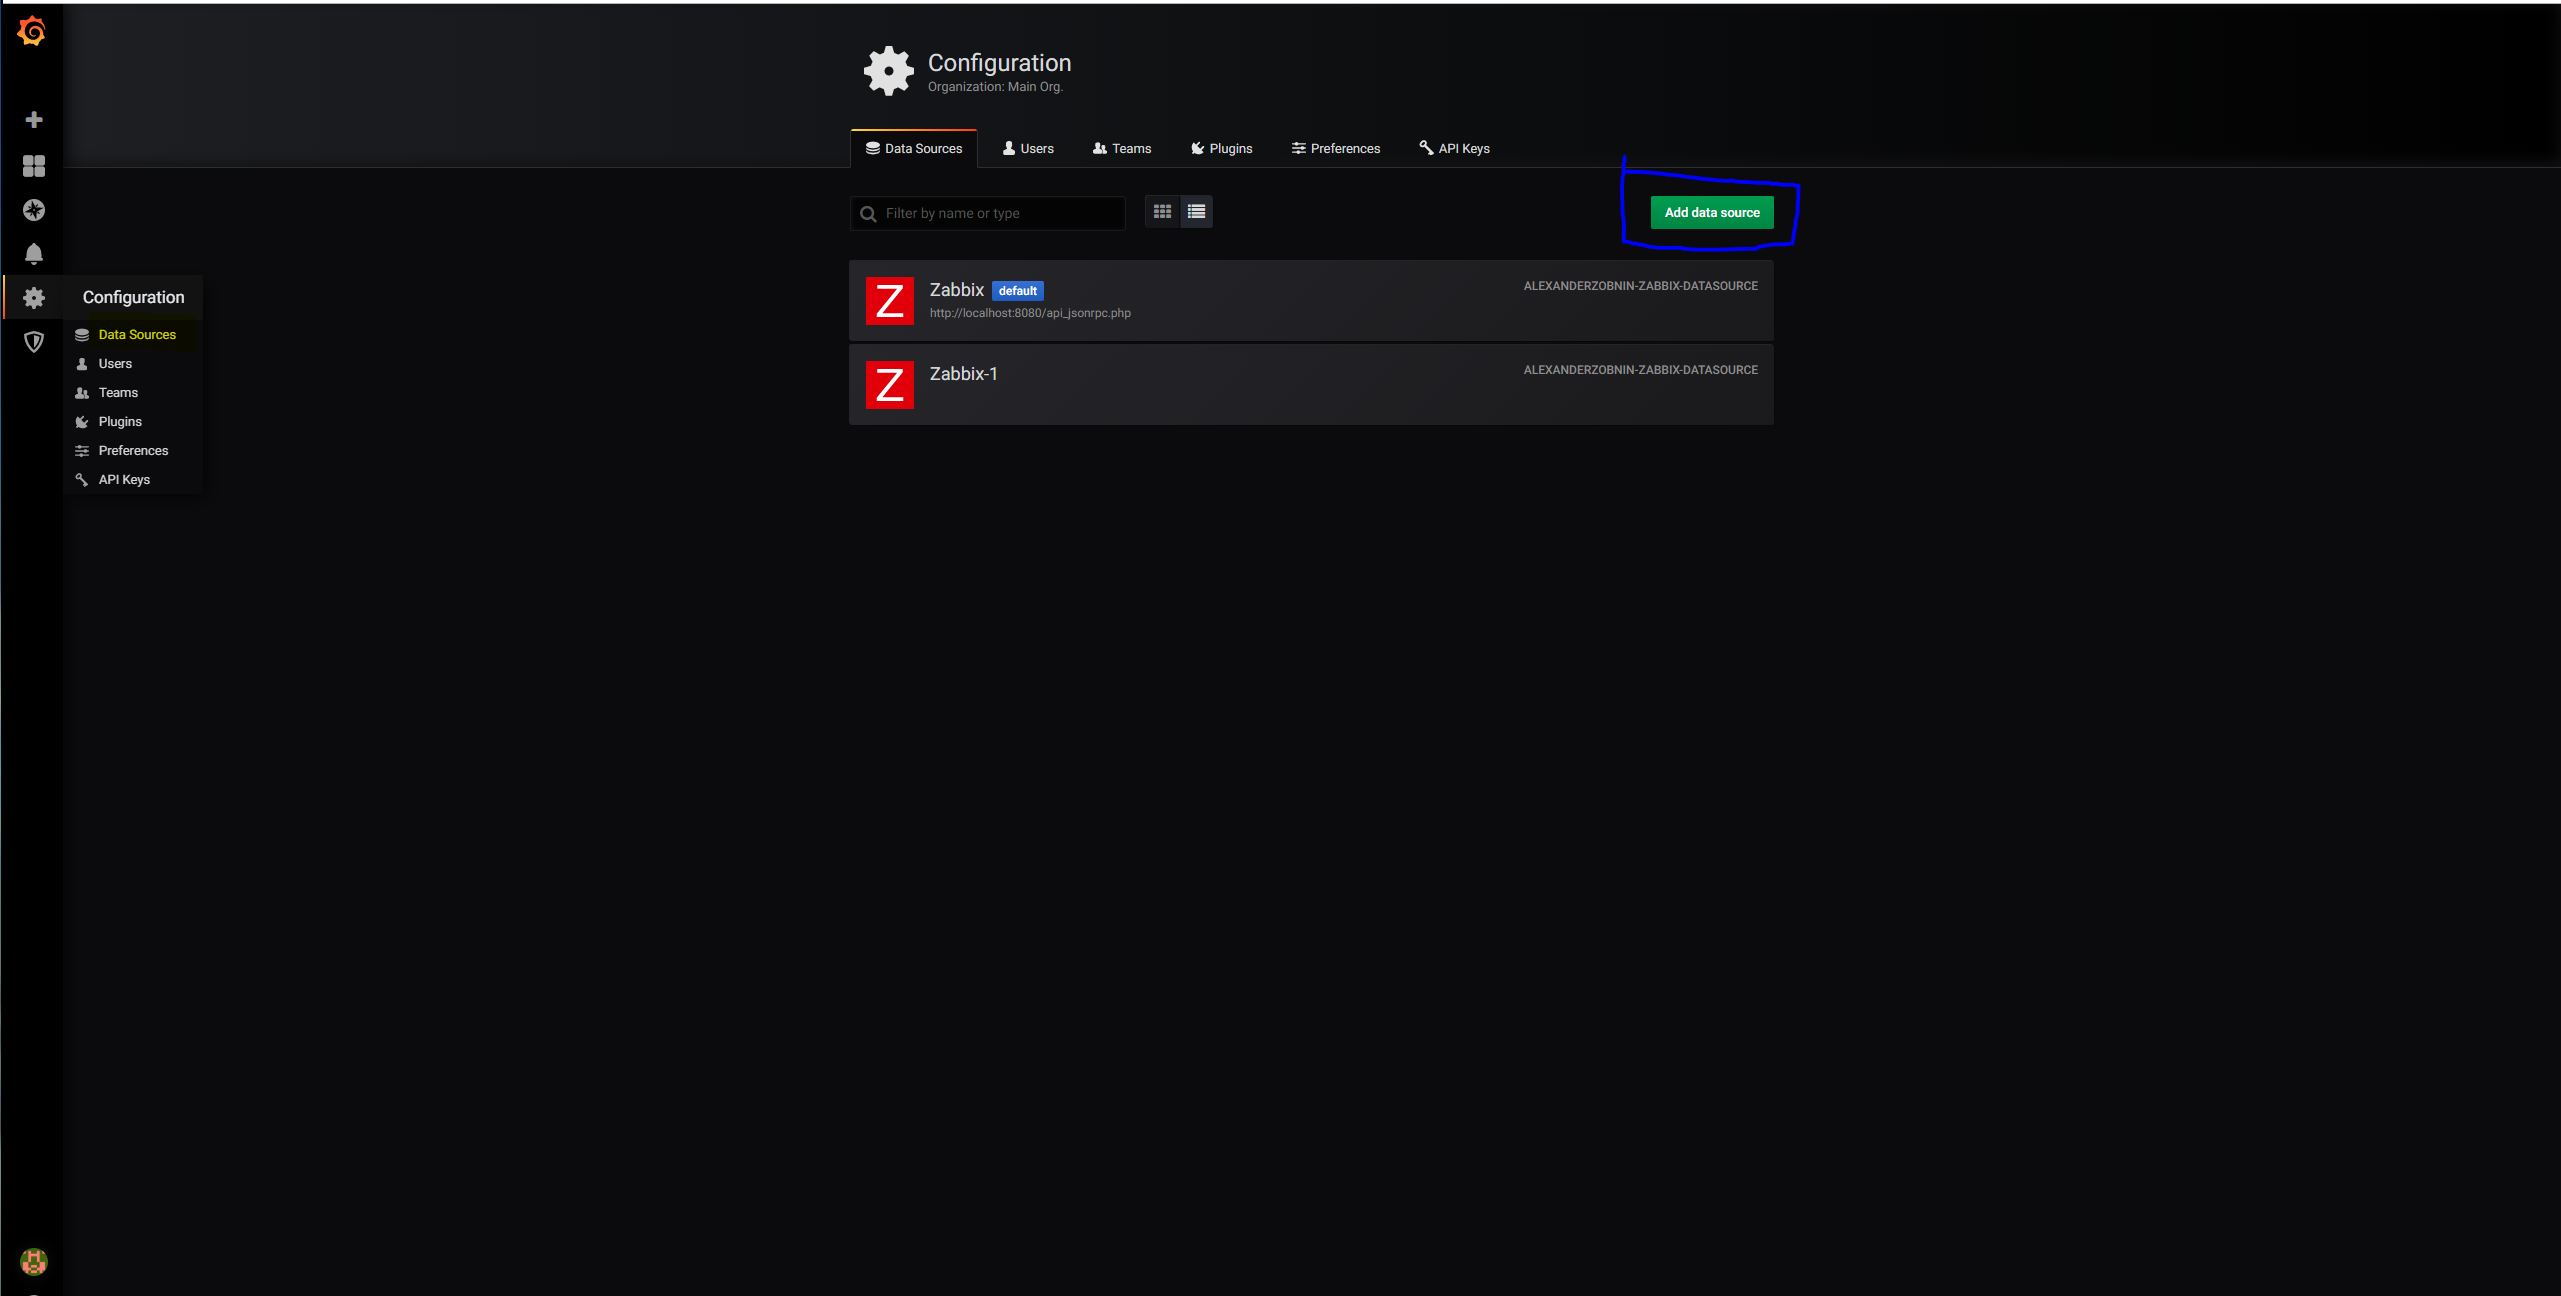 Configuration
Organization: Main Org.
Data Sources Users Teams Plugins Preferences API Keys
Filter by name or type
Add data source
Zabbix default
ALEXANDERZOBNIN-ZABBIX-DATASOURCE
http://localhost:8080/api_jsonrpc.php
Zabbix-1
ALEXANDERZOBNIN-ZABBIX-DATASOURCE
Configuration
Data Sources
Users
Teams
Plugins
Preferences
API Keys